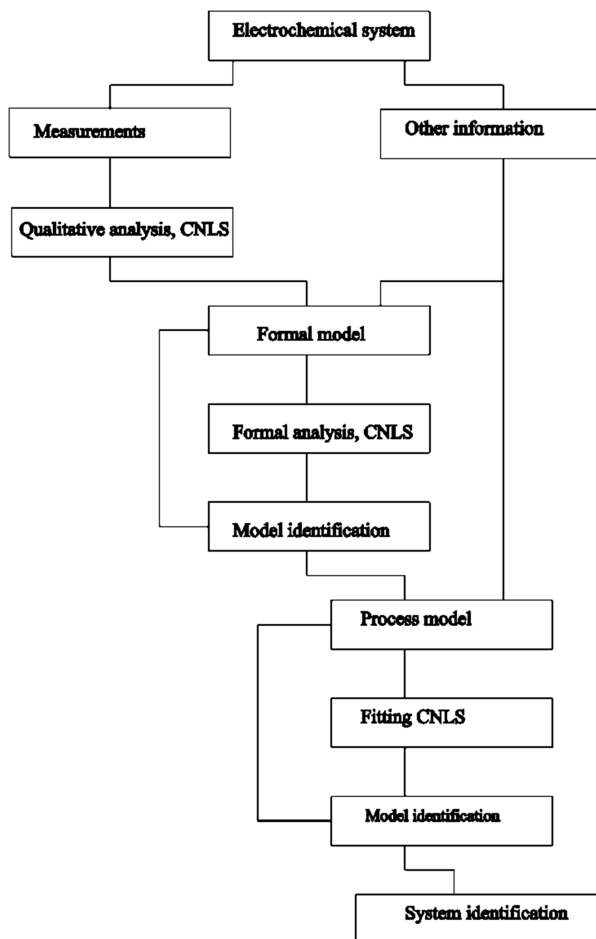 Electrochemical system
Measurements
Other information
Qualitative analysis, CNLS
Formal model
Formal analysis, CNLS
Model identification
Process model
Fitting CNLS
Model identification
System identification